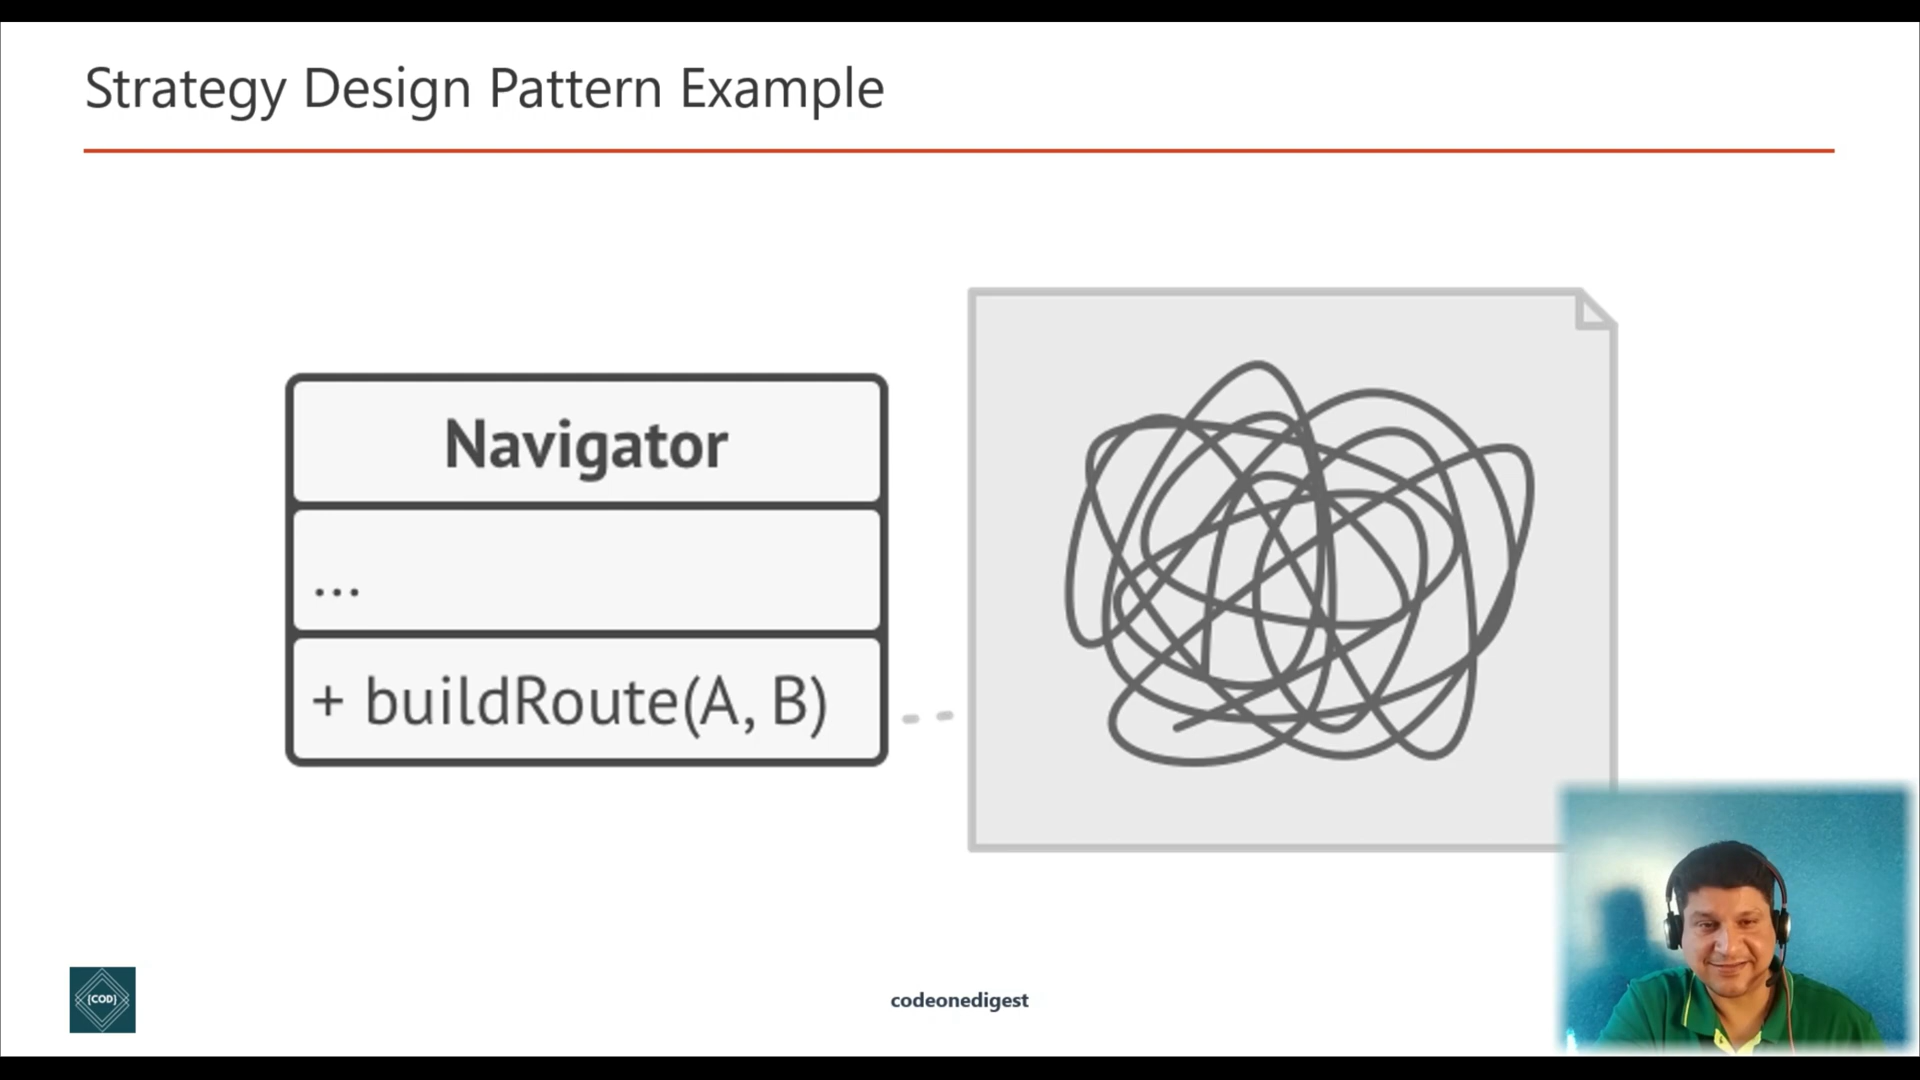 Strategy Design Pattern Example
Navigator
...
+ buildRoute(A, B)
{COD}
codeonedigest